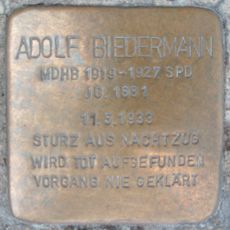 ADOLF BIEDERMANN
MDHB 1919-1927 SPD
JG. 1881
11.5.1933
STURZ AUS NACHTZUG
WIRD TOT AUFGEFUNDEN
VORGANG NIE GEKLÄRT